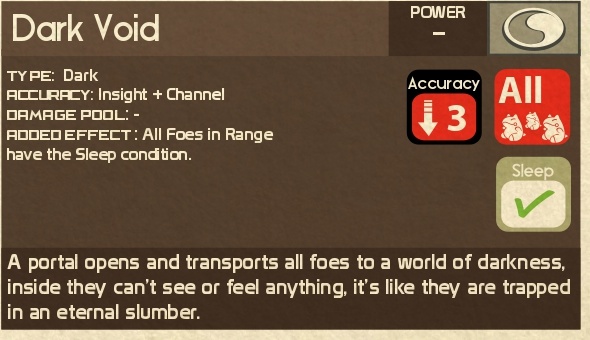 Dark Void
POWER
–
TYPE: Dark
ACCURACY: Insight + Channel
DAMAGE POOL: -
ADDED EFFECT: All Foes in Range
have the Sleep condition.
Accuracy
3
All
Sleep
A portal opens and transports all foes to a world of darkness,
inside they can't see or feel anything, it's like they are trapped
in an eternal slumber.